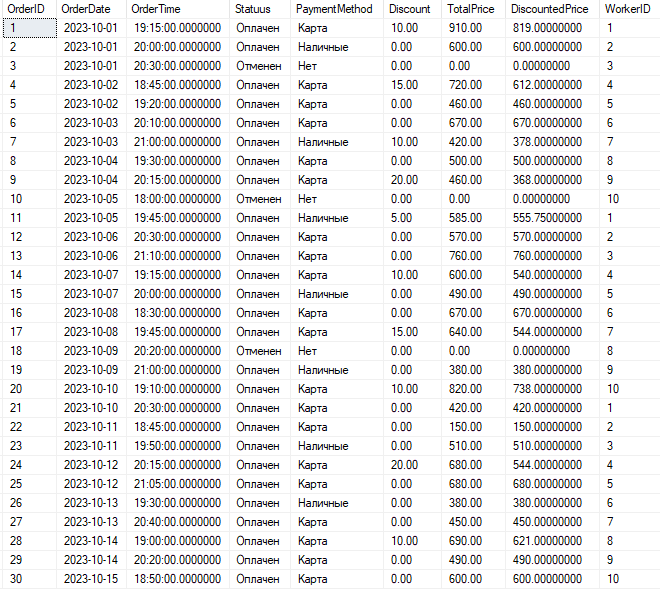 OrderID OrderDate OrderTime Statuus PaymentMethod Discount TotalPrice DiscountedPrice WorkerID
1 2023-10-01 19:15:00.0000000 Оплачен Карта 10.00 910.00 819.00000000 1
2 2023-10-01 20:00:00.0000000 Оплачен Наличные 0.00 600.00 600.00000000 2
3 2023-10-01 20:30:00.0000000 Отменен Нет 0.00 0.00 0.00000000 3
4 2023-10-02 18:45:00.0000000 Оплачен Карта 15.00 720.00 612.00000000 4
5 2023-10-02 19:20:00.0000000 Оплачен Карта 0.00 460.00 460.00000000 5
6 2023-10-03 20:10:00.0000000 Оплачен Карта 0.00 670.00 670.00000000 6
7 2023-10-03 21:00:00.0000000 Оплачен Наличные 10.00 420.00 378.00000000 7
8 2023-10-04 19:30:00.0000000 Оплачен Карта 0.00 500.00 500.00000000 8
9 2023-10-04 20:15:00.0000000 Оплачен Карта 20.00 460.00 368.00000000 9
10 2023-10-05 18:00:00.0000000 Отменен Нет 0.00 0.00 0.00000000 10
11 2023-10-05 19:45:00.0000000 Оплачен Наличные 5.00 585.00 555.75000000 1
12 2023-10-06 20:30:00.0000000 Оплачен Карта 0.00 570.00 570.00000000 2
13 2023-10-06 21:10:00.0000000 Оплачен Карта 0.00 760.00 760.00000000 3
14 2023-10-07 19:15:00.0000000 Оплачен Карта 10.00 600.00 540.00000000 4
15 2023-10-07 20:00:00.0000000 Оплачен Наличные 0.00 490.00 490.00000000 5
16 2023-10-08 18:30:00.0000000 Оплачен Карта 0.00 670.00 670.00000000 6
17 2023-10-08 19:45:00.0000000 Оплачен Карта 15.00 640.00 544.00000000 7
18 2023-10-09 20:20:00.0000000 Отменен Нет 0.00 0.00 0.00000000 8
19 2023-10-09 21:00:00.0000000 Оплачен Наличные 0.00 380.00 380.00000000 9
20 2023-10-10 19:10:00.0000000 Оплачен Карта 10.00 820.00 738.00000000 10
21 2023-10-10 20:30:00.0000000 Оплачен Карта 0.00 420.00 420.00000000 1
22 2023-10-11 18:45:00.0000000 Оплачен Карта 0.00 150.00 150.00000000 2
23 2023-10-11 19:50:00.0000000 Оплачен Наличные 0.00 510.00 510.00000000 3
24 2023-10-12 20:15:00.0000000 Оплачен Карта 20.00 680.00 544.00000000 4
25 2023-10-12 21:05:00.0000000 Оплачен Карта 0.00 680.00 680.00000000 5
26 2023-10-13 19:30:00.0000000 Оплачен Наличные 0.00 380.00 380.00000000 6
27 2023-10-13 20:40:00.0000000 Оплачен Карта 0.00 450.00 450.00000000 7
28 2023-10-14 19:00:00.0000000 Оплачен Карта 10.00 690.00 621.00000000 8
29 2023-10-14 20:20:00.0000000 Оплачен Карта 0.00 490.00 490.00000000 9
30 2023-10-15 18:50:00.0000000 Оплачен Карта 0.00 600.00 600.00000000 10